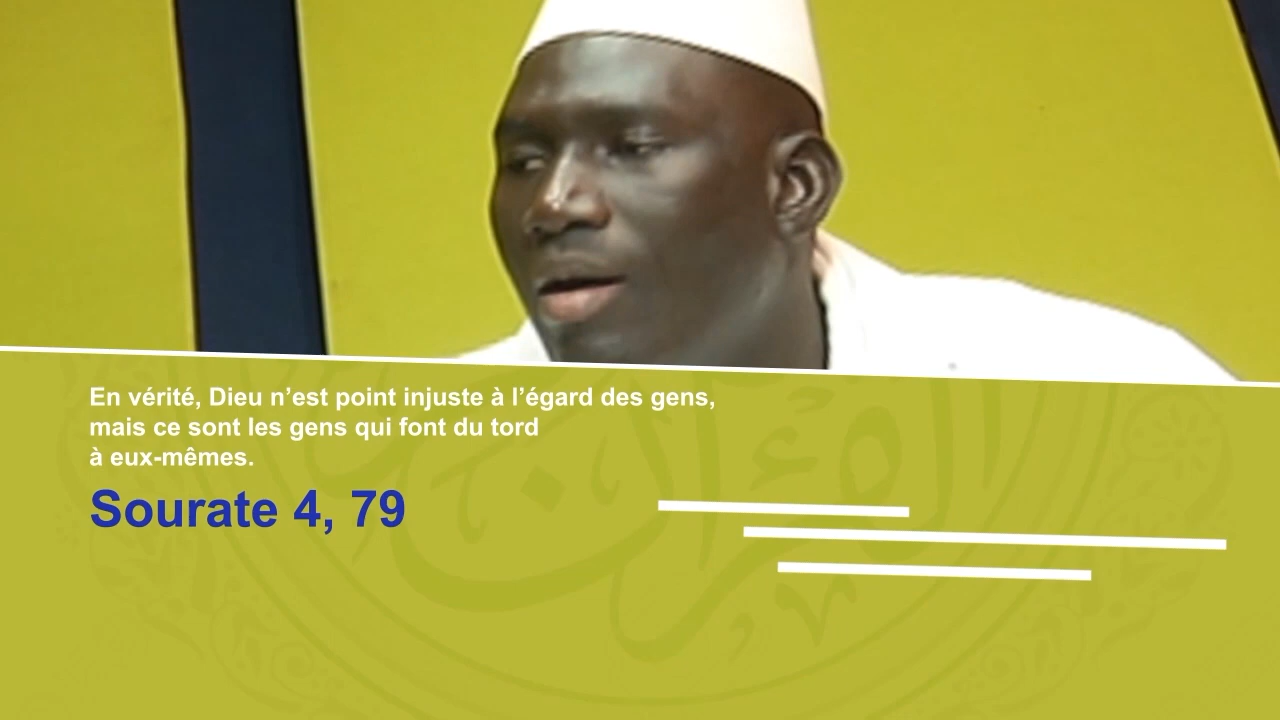 En vérité, Dieu n’est point injuste à l’égard des gens,
mais ce sont les gens qui font du tord
à eux-mêmes.
Sourate 4, 79
القرآن